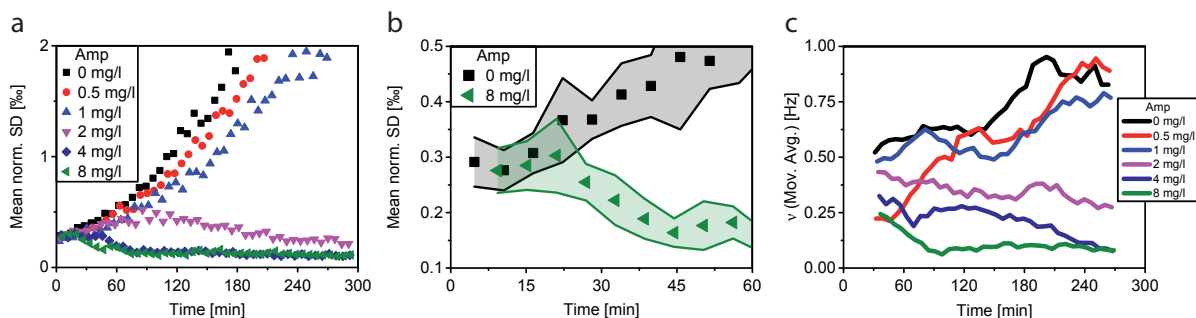 a
Mean norm. SD [‰]
2
1
0
Amp
0 mg/l
0.5 mg/l
1 mg/l
2 mg/l
4 mg/l
8 mg/l
0 60 120 180 240 300
Time [min]
b
Mean norm. SD [‰]
0.5
0.4
0.3
0.2
0.1
Amp
0 mg/l
8 mg/l
0 15 30 45 60
Time [min]
c
ν (Mov. Avg.) [Hz]
1.00
0.75
0.50
0.25
0.00
0 60 120 180 240 300
Time [min]
Amp
0 mg/l
0.5 mg/l
1 mg/l
2 mg/l
4 mg/l
8 mg/l